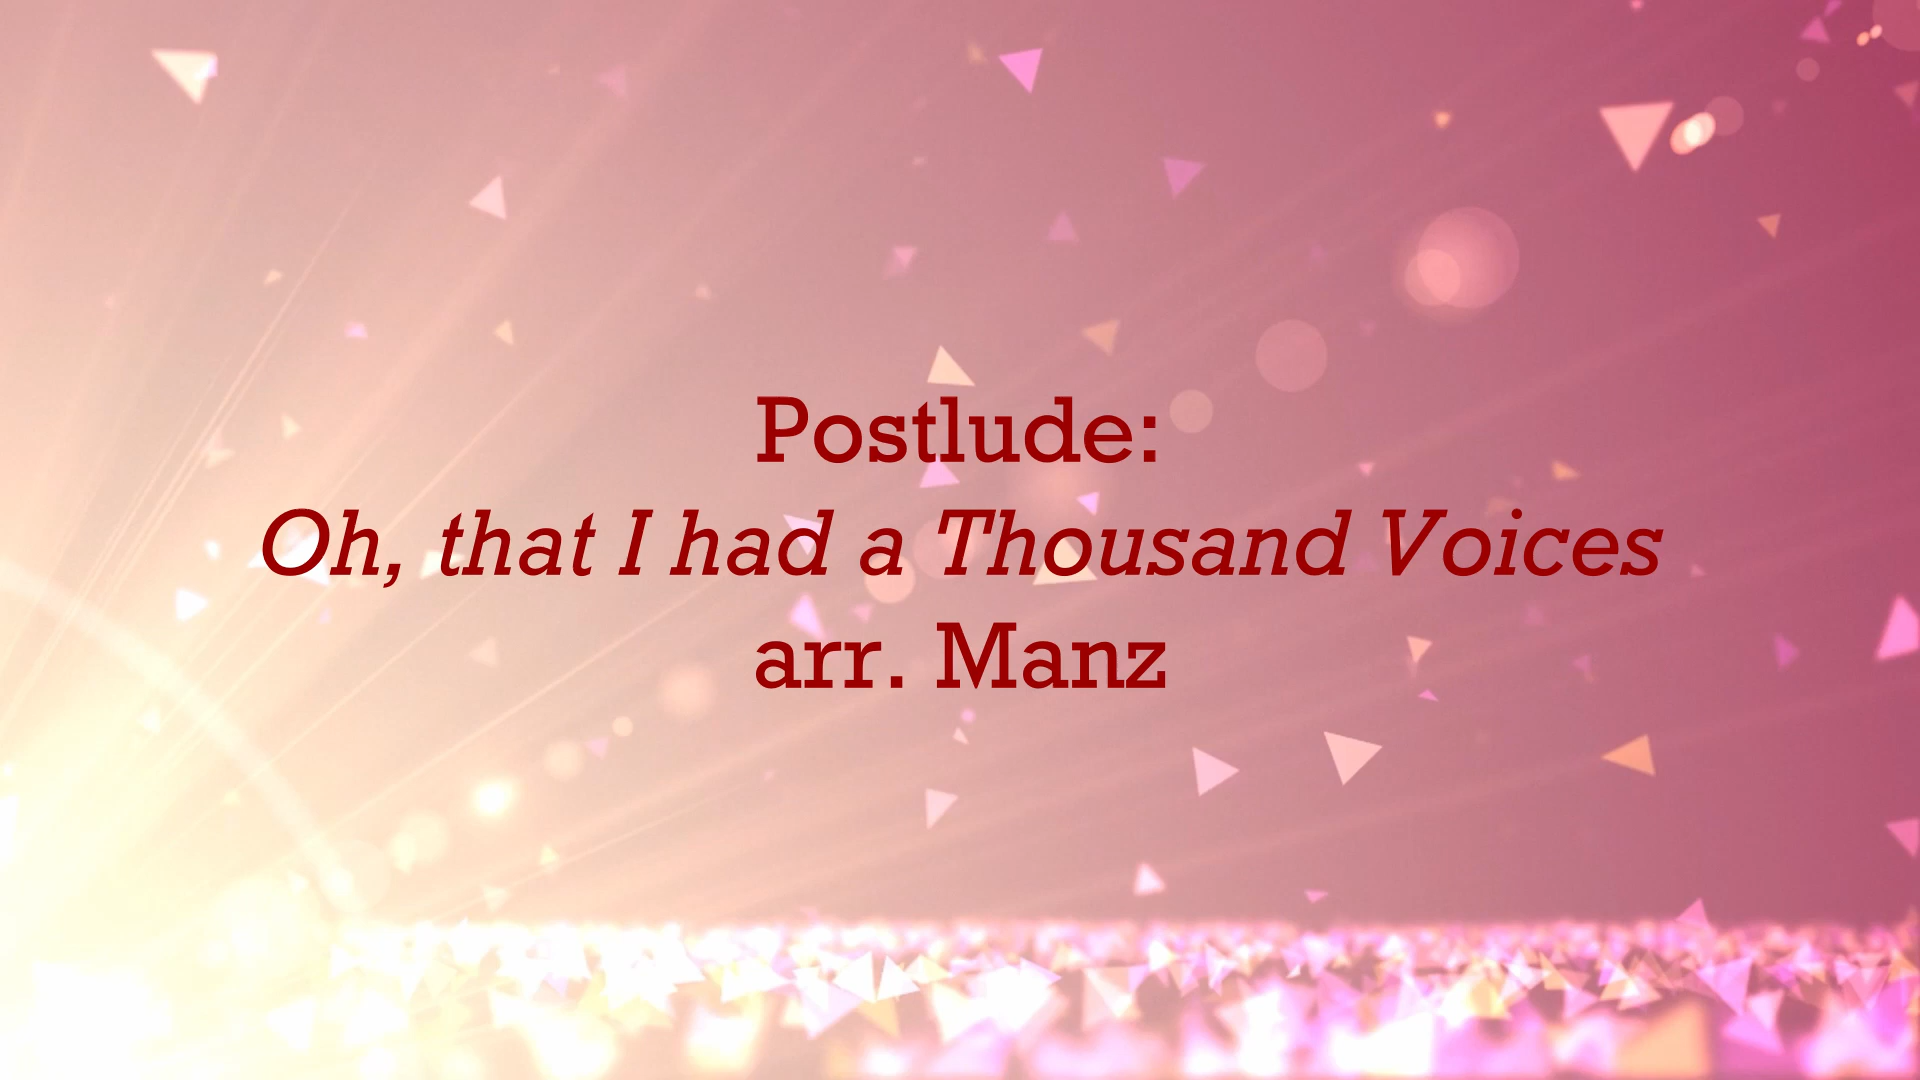 Postlude:
Oh, that I had a Thousand Voices
arr. Manz